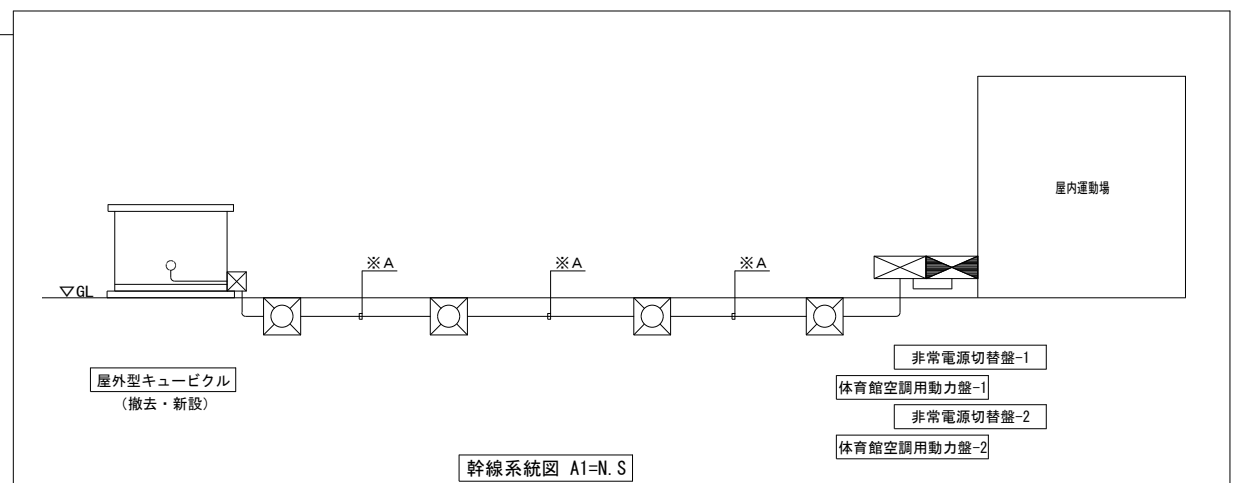 屋内運動場
※A
※A
※A
▽GL
屋外型キュービクル
(撤去・新設)
非常電源切替盤-1
体育館空調用動力盤-1
非常電源切替盤-2
体育館空調用動力盤-2
幹線系統図 A1=N.S